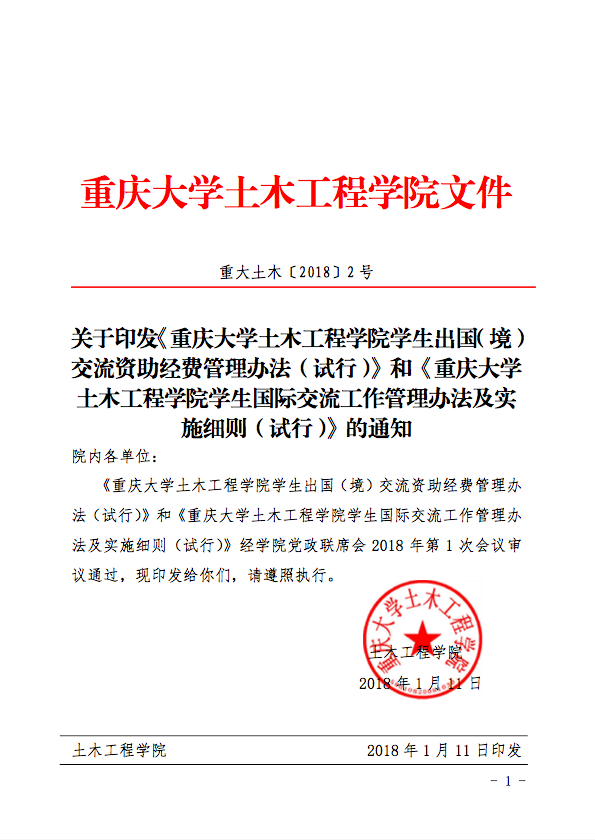 重庆大学土木工程学院文件
重大土木〔2018〕2号
关于印发《重庆大学土木工程学院学生出国(境)
交流资助经费管理办法(试行)》和《重庆大学
土木工程学院学生国际交流工作管理办法及实
施细则(试行)》的通知
院内各单位:
《重庆大学土木工程学院学生出国(境)交流资助经费管理办
法(试行)》和《重庆大学土木工程学院学生国际交流工作管理办
法及实施细则(试行)》经学院党政联席会 2018 年第 1 次会议审
议通过,现印发给你们,请遵照执行。
重庆大学土木工程学院
土木工程学院
2018 年 1 月 11 日
土木工程学院 2018 年 1 月 11 日印发
- 1 -